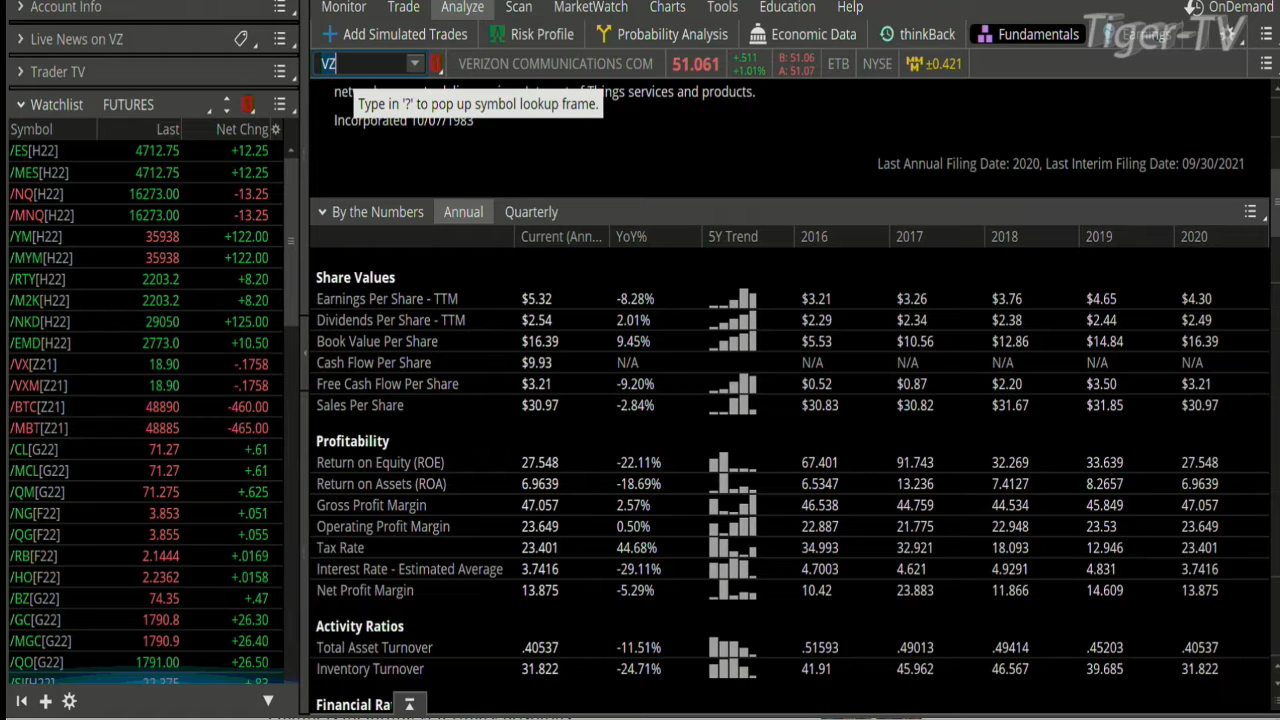 Account Info
Monitor Trade Analyze Scan MarketWatch Charts Tools Education Help OnDemand
Live News on VZ
Add Simulated Trades Risk Profile Probability Analysis Economic Data thinkBack Fundamentals Earnings
Tiger-TV
Trader TV
VZ VERIZON COMMUNICATIONS COM 51.061 +.511 +1.01% B: 51.06 A: 51.07 ETB NYSE ±0.421
Type in '?' to pop up symbol lookup frame.
Things services and products.
Incorporated 10/07/1983
Last Annual Filing Date: 2020, Last Interim Filing Date: 09/30/2021
Watchlist FUTURES
Symbol Last Net Chng
/ES[H22] 4712.75 +12.25
/MES[H22] 4712.75 +12.25
/NQ[H22] 16273.00 -13.25
/MNQ[H22] 16273.00 -13.25
/YM[H22] 35938 +122.00
/MYM[H22] 35938 +122.00
/RTY[H22] 2203.2 +8.20
/M2K[H22] 2203.2 +8.20
/NKD[H22] 29050 +125.00
/EMD[H22] 2773.0 +10.50
/VX[Z21] 18.90 -.1758
/VXM[Z21] 18.90 -.1758
/BTC[Z21] 48890 -460.00
/MBT[Z21] 48885 -465.00
/CL[G22] 71.27 +.61
/MCL[G22] 71.27 +.61
/QM[G22] 71.275 +.625
/NG[F22] 3.853 +.051
/QG[F22] 3.855 +.055
/RB[F22] 2.1444 +.0169
/HO[F22] 2.2362 +.0158
/BZ[G22] 74.35 +.47
/GC[G22] 1790.8 +26.30
/MGC[G22] 1790.9 +26.40
/QO[G22] 1791.00 +26.50
/SI[H22] 22.375 +.83
By the Numbers Annual Quarterly
Current (Ann... YoY% 5Y Trend 2016 2017 2018 2019 2020
Share Values
Earnings Per Share - TTM $5.32 -8.28% $3.21 $3.26 $3.76 $4.65 $4.30
Dividends Per Share - TTM $2.54 2.01% $2.29 $2.34 $2.38 $2.44 $2.49
Book Value Per Share $16.39 9.45% $5.53 $10.56 $12.86 $14.84 $16.39
Cash Flow Per Share $9.93 N/A N/A N/A N/A N/A N/A
Free Cash Flow Per Share $3.21 -9.20% $0.52 $0.87 $2.20 $3.50 $3.21
Sales Per Share $30.97 -2.84% $30.83 $30.82 $31.67 $31.85 $30.97
Profitability
Return on Equity (ROE) 27.548 -22.11% 67.401 91.743 32.269 33.639 27.548
Return on Assets (ROA) 6.9639 -18.69% 6.5347 13.236 7.4127 8.2657 6.9639
Gross Profit Margin 47.057 2.57% 46.538 44.759 44.534 45.849 47.057
Operating Profit Margin 23.649 0.50% 22.887 21.775 22.948 23.53 23.649
Tax Rate 23.401 44.68% 34.993 32.921 18.093 12.946 23.401
Interest Rate - Estimated Average 3.7416 -29.11% 4.7003 4.621 4.9291 4.831 3.7416
Net Profit Margin 13.875 -5.29% 10.42 23.883 11.866 14.609 13.875
Activity Ratios
Total Asset Turnover .40537 -11.51% .51593 .49013 .49414 .45203 .40537
Inventory Turnover 31.822 -24.71% 41.91 45.962 46.567 39.685 31.822
Financial Ra